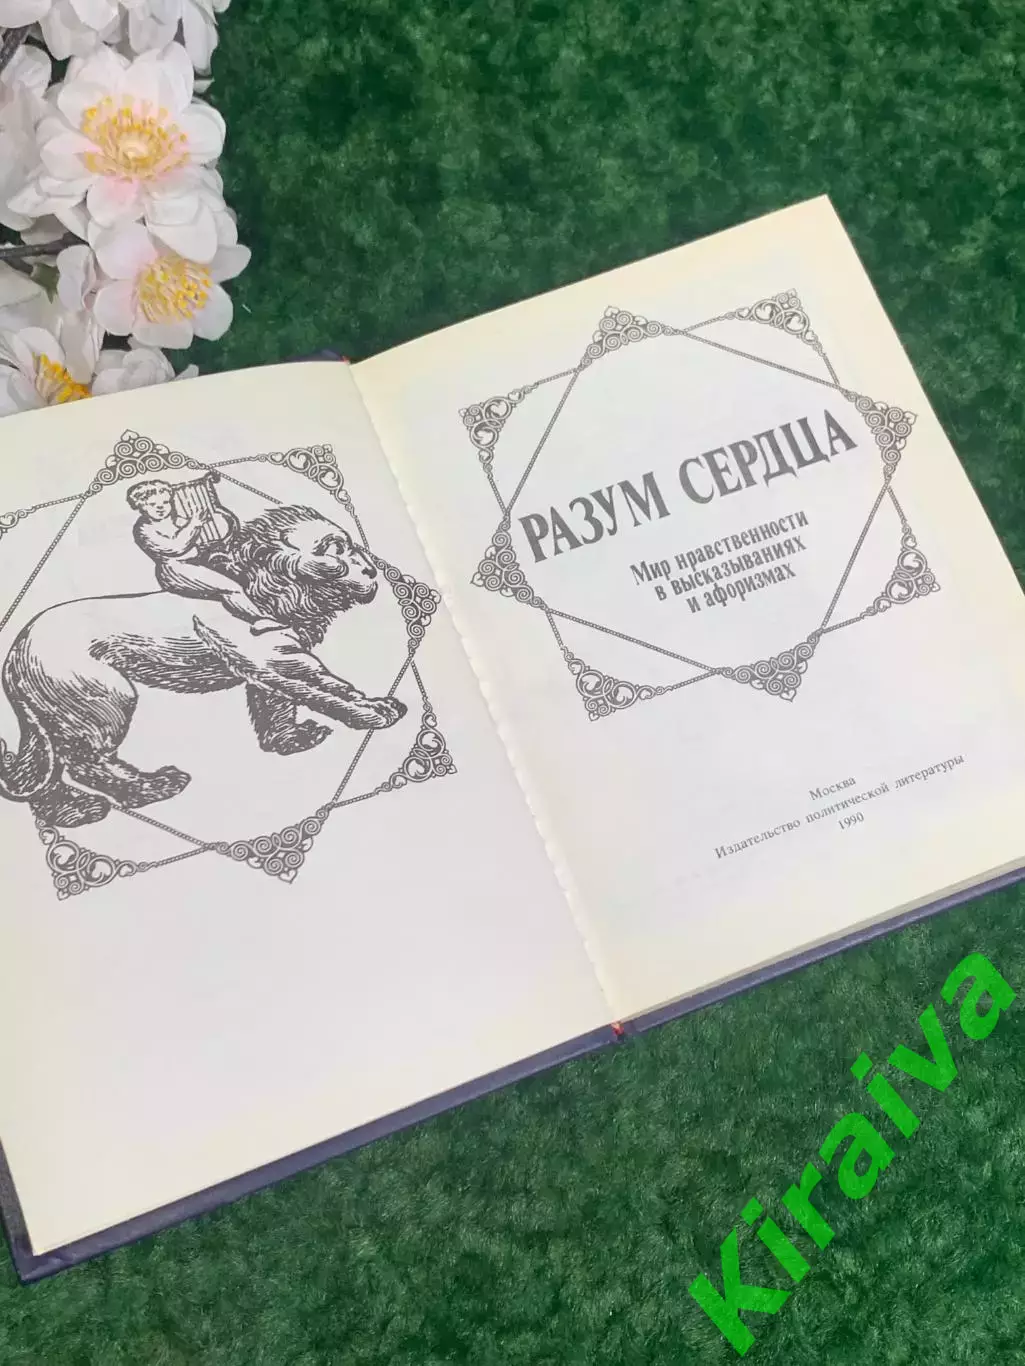 РАЗУМ СЕРДЦА
Мир нравственности
в высказываниях
и афоризмах
Москва
Издательство политической литературы
1990
Kiraiva